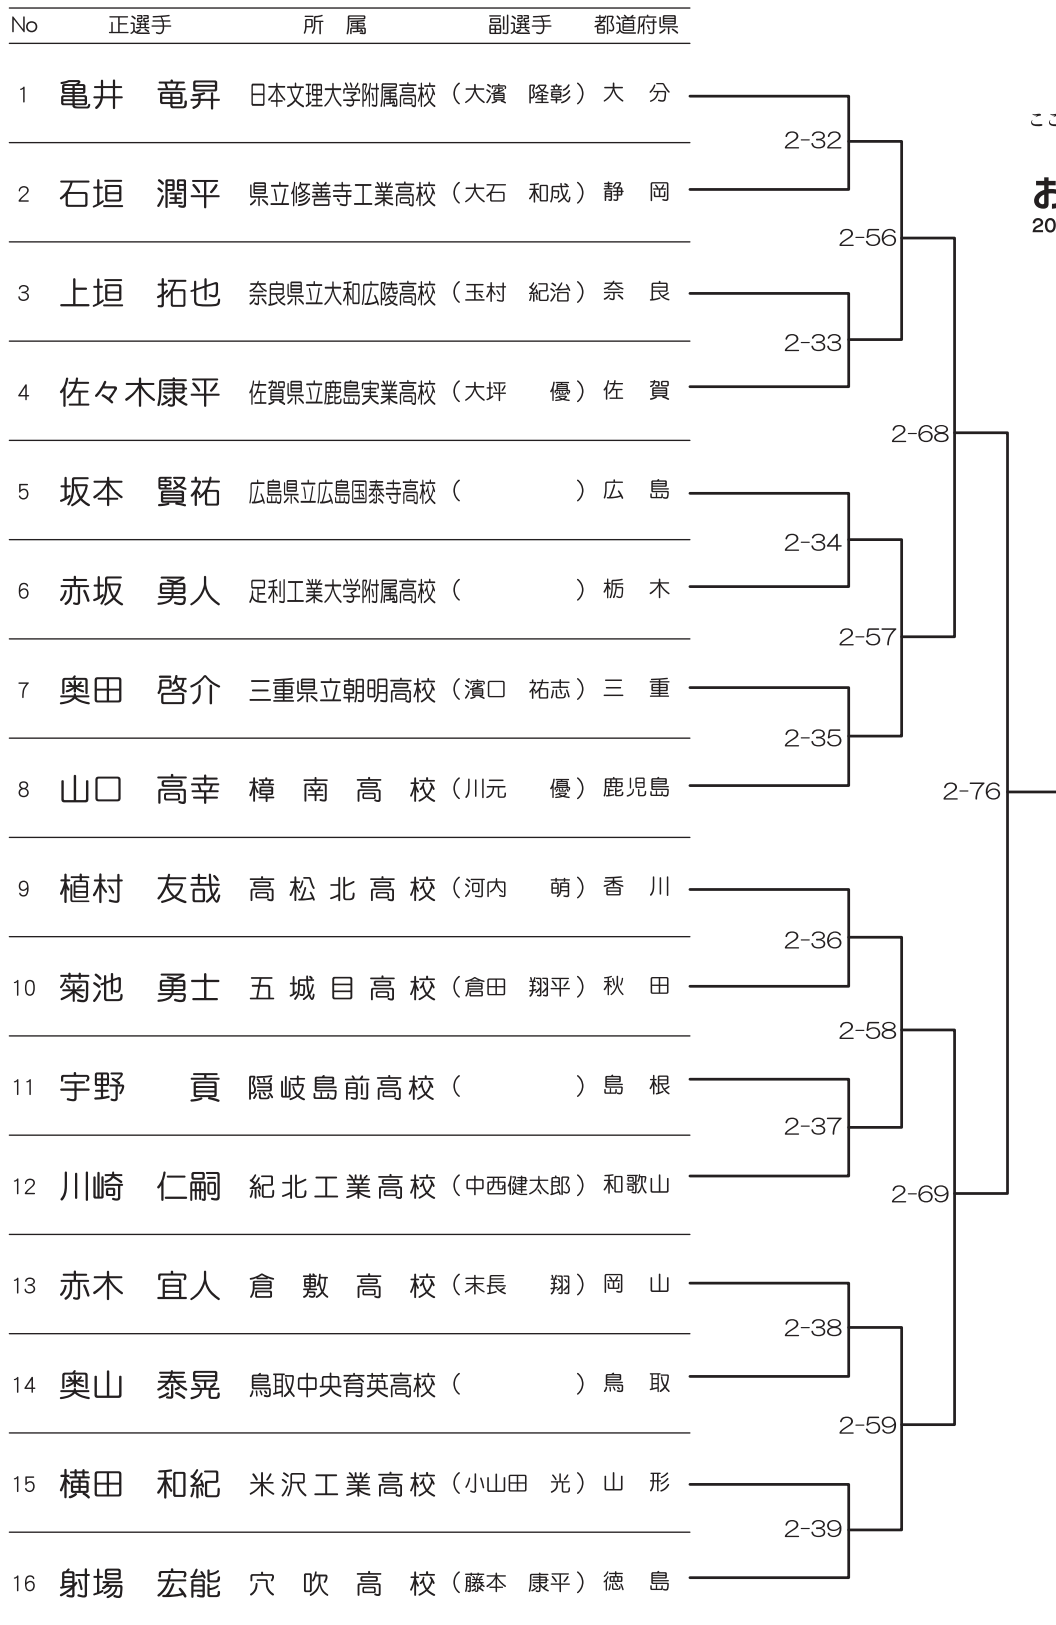 No 正選手 所属 副選手 都道府県
1 亀井 竜昇 日本文理大学附属高校 (大濱 隆彰) 大分
2 石垣 潤平 県立修善寺工業高校 (大石 和成) 静岡
3 上垣 拓也 奈良県立大和広陵高校 (玉村 紀治) 奈良
4 佐々木康平 佐賀県立鹿島実業高校 (大坪 優) 佐賀
5 坂本 賢祐 広島県立広島国泰寺高校 ( ) 広島
6 赤坂 勇人 足利工業大学附属高校 ( ) 栃木
7 奥田 啓介 三重県立朝明高校 (濱口 祐志) 三重
8 山口 高幸 樟南高校 (川元 優) 鹿児島
9 植村 友哉 高松北高校 (河内 萌) 香川
10 菊池 勇士 五城目高校 (倉田 翔平) 秋田
11 宇野 貢 隠岐島前高校 ( ) 島根
12 川崎 仁嗣 紀北工業高校 (中西健太郎) 和歌山
13 赤木 宜人 倉敷高校 (末長 翔) 岡山
14 奥山 泰晃 鳥取中央育英高校 ( ) 鳥取
15 横田 和紀 米沢工業高校 (小山田 光) 山形
16 射場 宏能 穴吹高校 (藤本 康平) 徳島
2-32
2-33
2-34
2-35
2-36
2-37
2-38
2-39
2-56
2-57
2-58
2-59
2-68
2-69
2-76
ここ
お
20